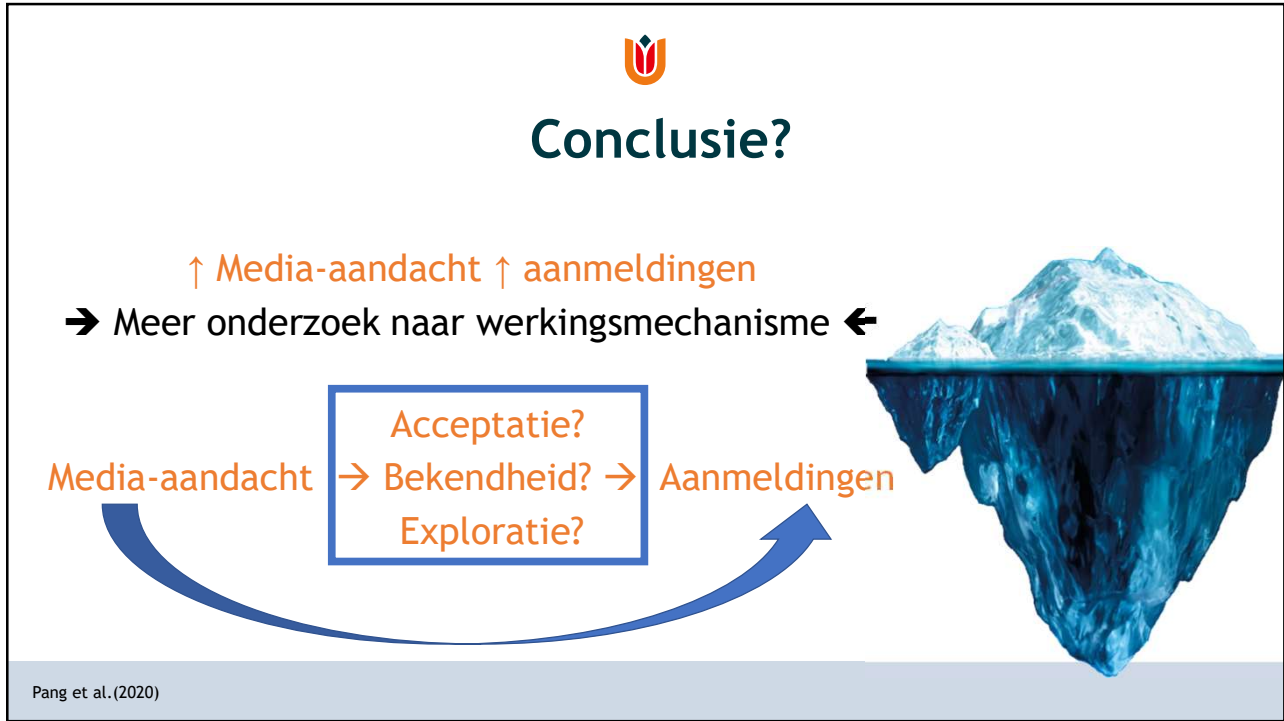 Conclusie?
↑ Media-aandacht ↑ aanmeldingen
➔ Meer onderzoek naar werkingsmechanisme 🡸
Acceptatie?
Media-aandacht → Bekendheid? → Aanmeldingen
Exploratie?
Pang et al.(2020)